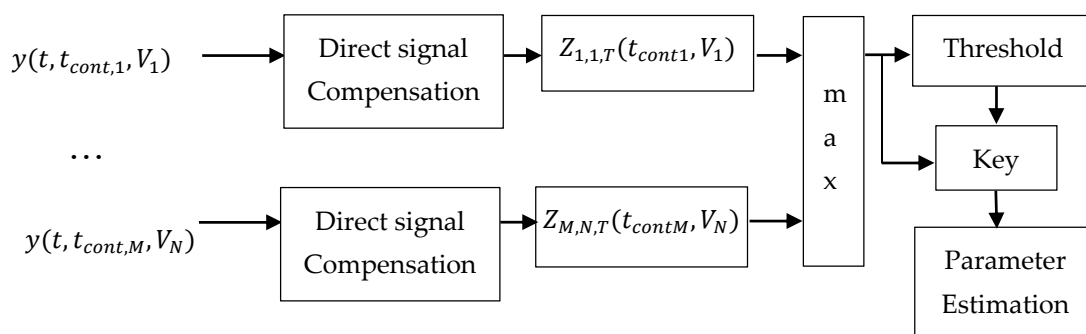 y(t, t_{cont,1}, V_1)
Direct signal
Compensation
Z_{1,1,T}(t_{cont1}, V_1)
m
a
x
Threshold
Key
Parameter
Estimation
...
y(t, t_{cont,M}, V_N)
Direct signal
Compensation
Z_{M,N,T}(t_{contM}, V_N)